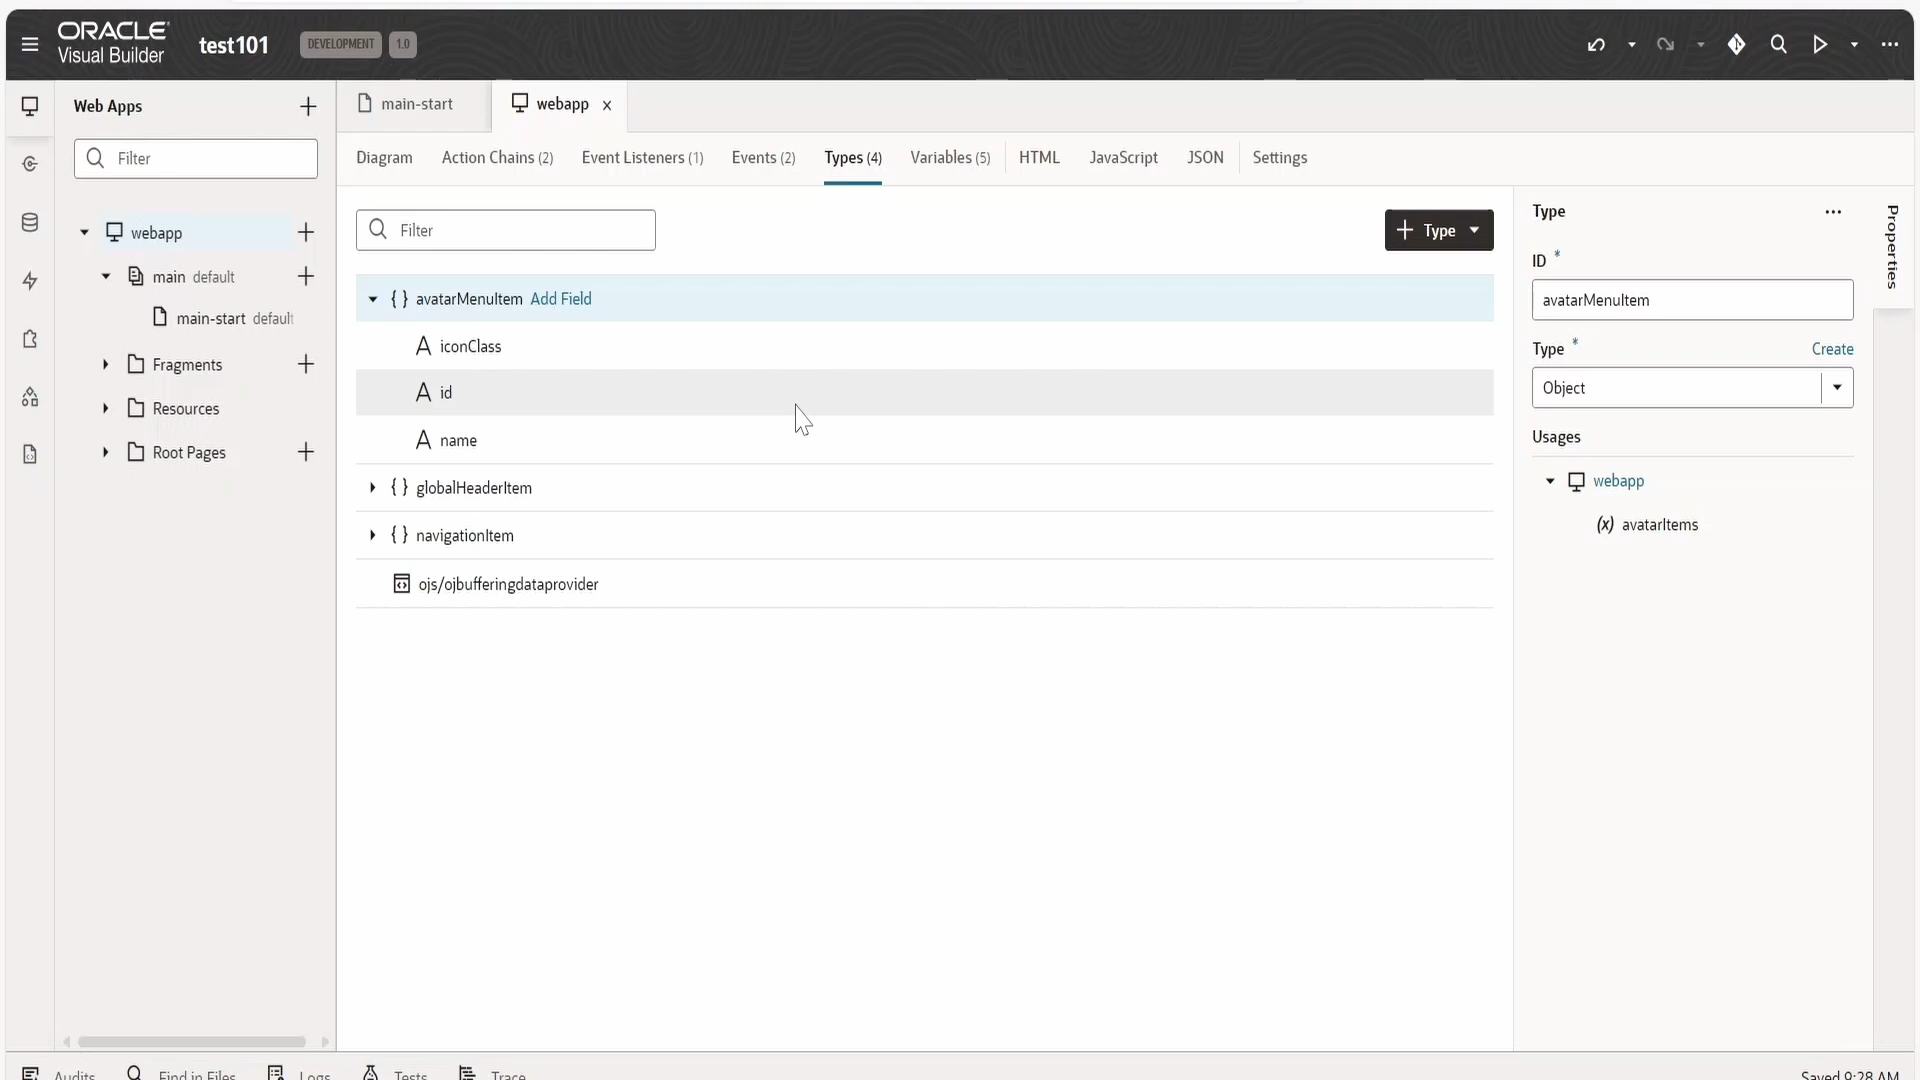 ORACLE
Visual Builder
test101
DEVELOPMENT
1.0
Web Apps
Filter
webapp
main default
main-start default
Fragments
Resources
Root Pages
main-start
webapp
Diagram
Action Chains (2)
Event Listeners (1)
Events (2)
Types (4)
Variables (5)
HTML
JavaScript
JSON
Settings
Filter
Type
avatarMenuItem Add Field
iconClass
id
name
globalHeaderItem
navigationItem
ojs/ojbufferingdataprovider
Type
ID *
avatarMenuItem
Type *
Create
Object
Usages
webapp
(x) avatarItems
Properties
Audits
Find in Files
Logs
Tests
Trace
Saved 9:28 AM